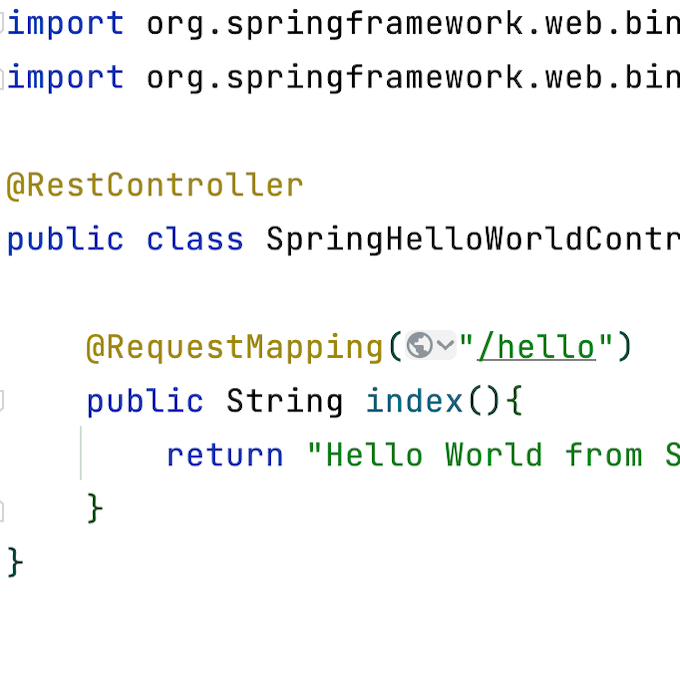 import org.springframework.web.bin
import org.springframework.web.bin
@RestController
public class SpringHelloWorldContr
@RequestMapping("/hello")
public String index(){
return "Hello World from S
}
}